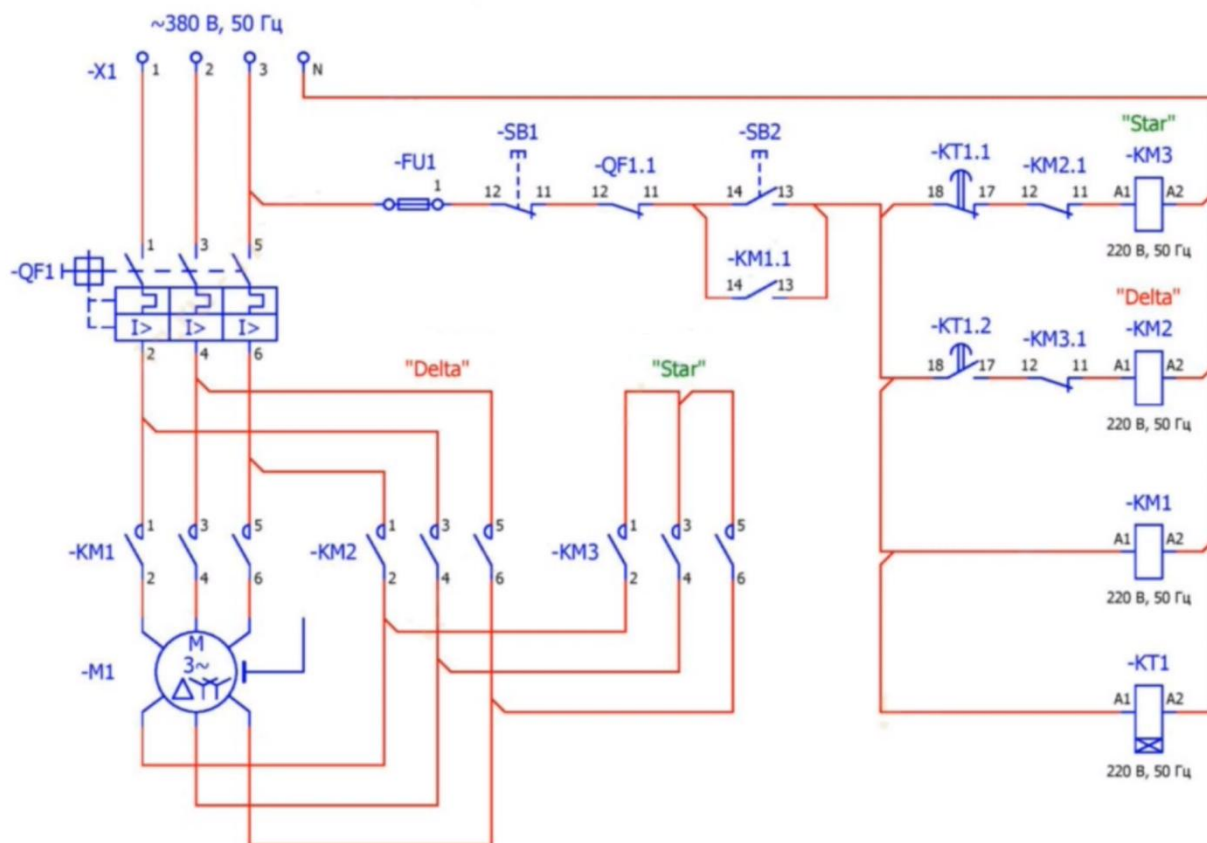 ~380 В, 50 Гц
-X1 1 2 3 N
"Star"
-SB1 -SB2 -KT1.1 -KM3
-FU1 -QF1.1 -KM2.1
1 12 11 12 11 14 13 18 17 12 11 A1 A2
220 В, 50 Гц
-KM1.1
14 13
-QF1 1 3 5
I> I> I>
2 4 6
"Delta"
-KT1.2 -KM2
-KM3.1
18 17 12 11 A1 A2
220 В, 50 Гц
"Delta" "Star"
-KM1 1 3 5
2 4 6
-KM2 1 3 5
2 4 6
-KM3 1 3 5
2 4 6
-KM1
A1 A2
220 В, 50 Гц
-M1
M
3~
-KT1
A1 A2
220 В, 50 Гц